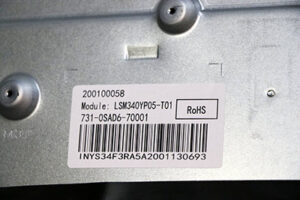 200100058
Module: LSM340YP05-T01
731-0SAD6-70001
RoHS
INYS34F3RA5A2001130693